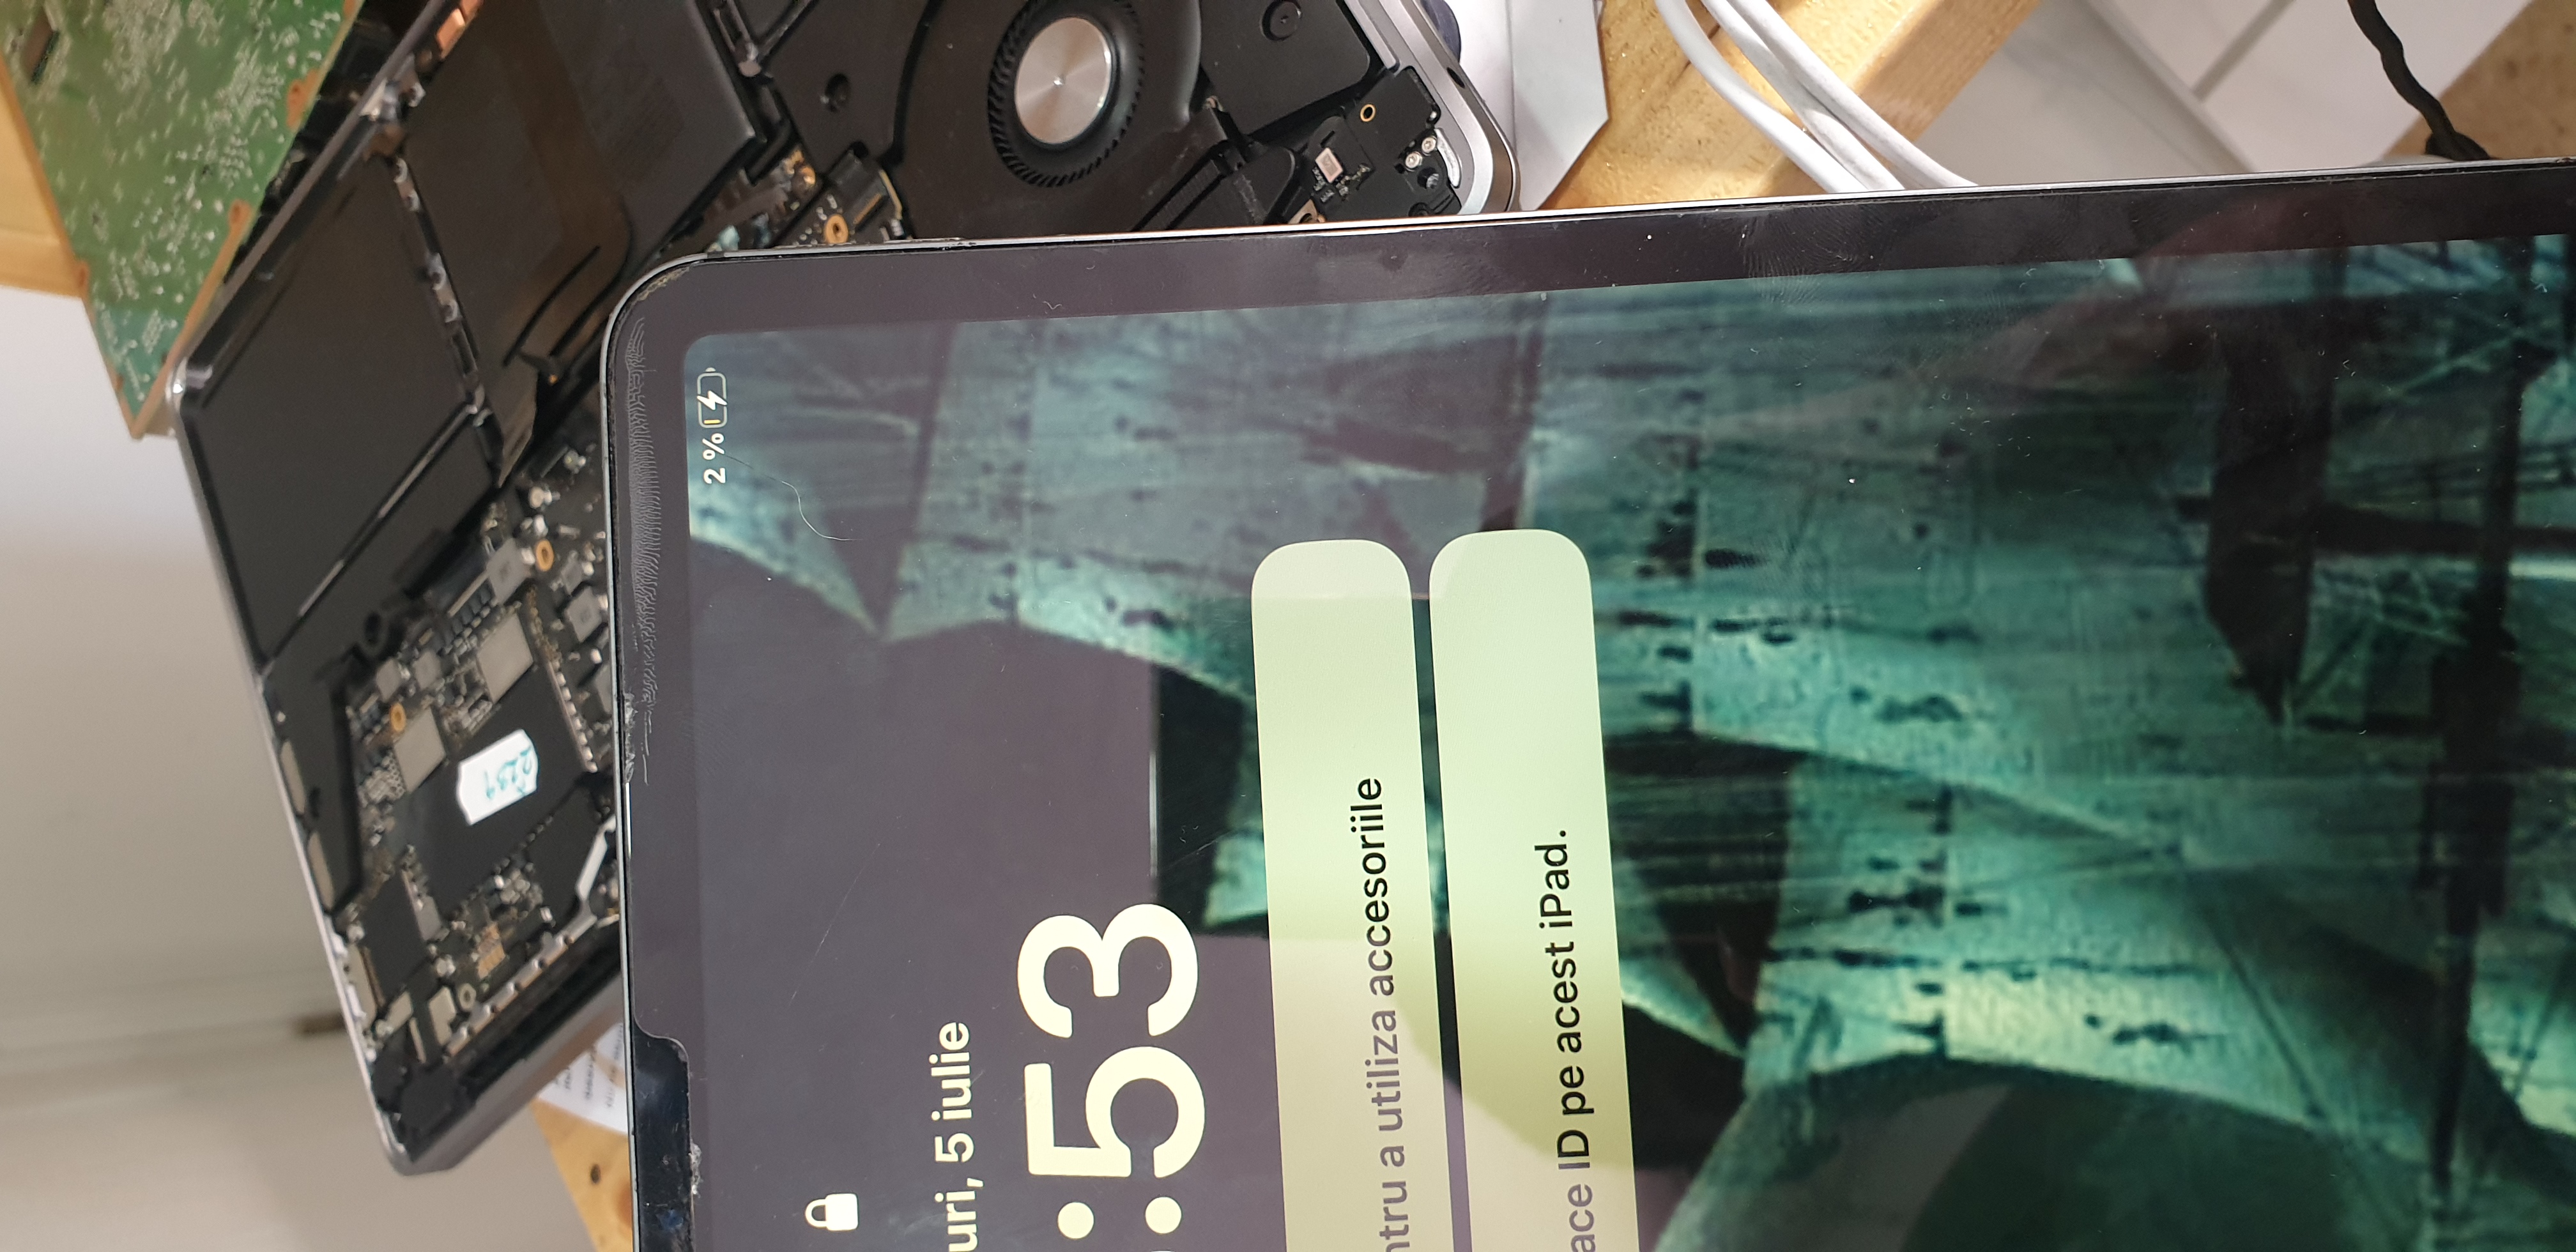 2 %
uri, 5 iulie
:53
ntru a utiliza accesoriile
ace ID pe acest iPad.